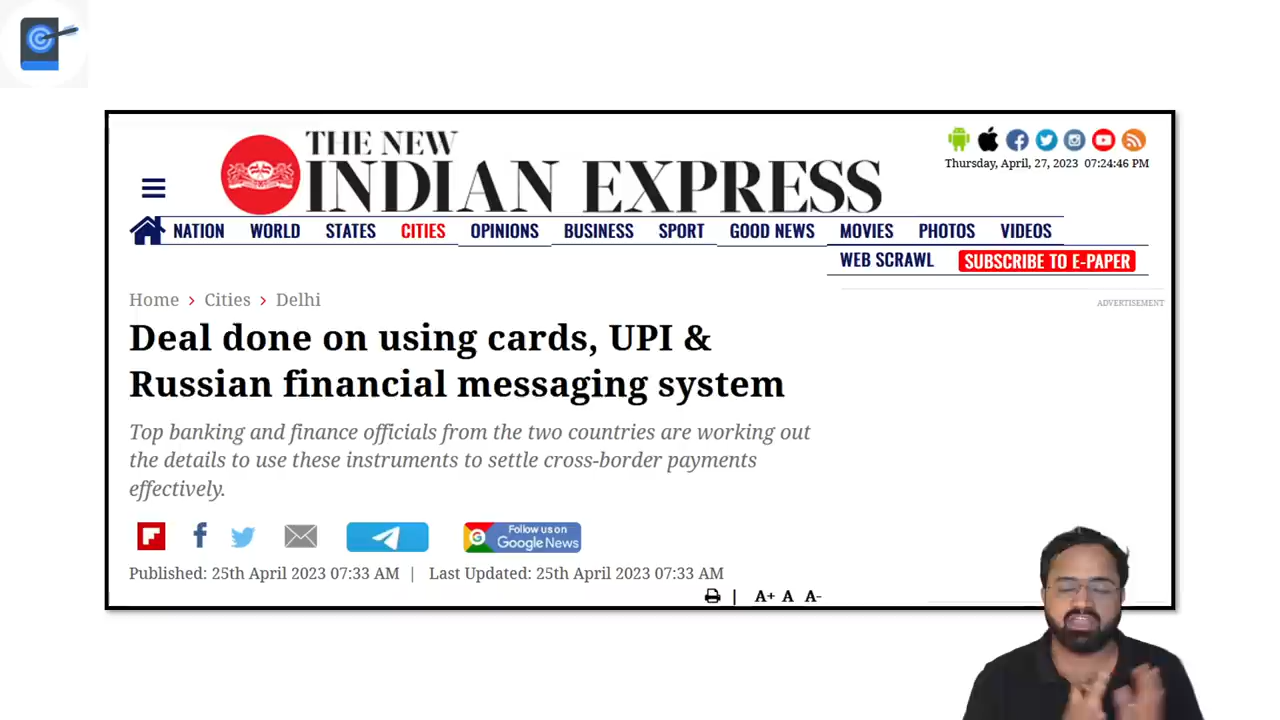 THE NEW
INDIAN EXPRESS
Thursday, April, 27, 2023 07:24:46 PM
NATION WORLD STATES CITIES OPINIONS BUSINESS SPORT GOOD NEWS MOVIES PHOTOS VIDEOS
WEB SCRAWL SUBSCRIBE TO E-PAPER
ADVERTISEMENT
Home > Cities > Delhi
Deal done on using cards, UPI &
Russian financial messaging system
Top banking and finance officials from the two countries are working out
the details to use these instruments to settle cross-border payments
effectively.
Follow us on
Google News
Published: 25th April 2023 07:33 AM | Last Updated: 25th April 2023 07:33 AM
| A+ A A-